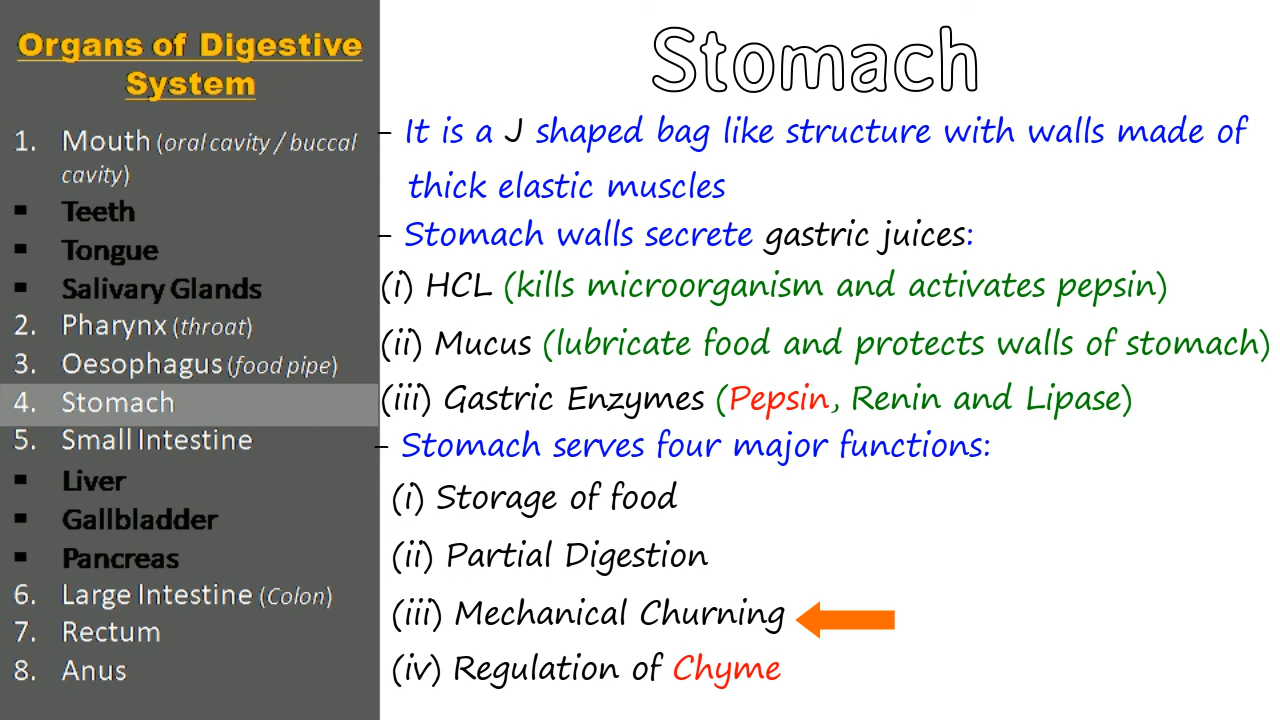 Organs of Digestive
System
1. Mouth (oral cavity / buccal
cavity)
▪ Teeth
▪ Tongue
▪ Salivary Glands
2. Pharynx (throat)
3. Oesophagus (food pipe)
4. Stomach
5. Small Intestine
▪ Liver
▪ Gallbladder
▪ Pancreas
6. Large Intestine (Colon)
7. Rectum
8. Anus
Stomach
- It is a J shaped bag like structure with walls made of
thick elastic muscles
- Stomach walls secrete gastric juices:
(i) HCL (kills microorganism and activates pepsin)
(ii) Mucus (lubricate food and protects walls of stomach)
(iii) Gastric Enzymes (Pepsin, Renin and Lipase)
- Stomach serves four major functions:
(i) Storage of food
(ii) Partial Digestion
(iii) Mechanical Churning
(iv) Regulation of Chyme